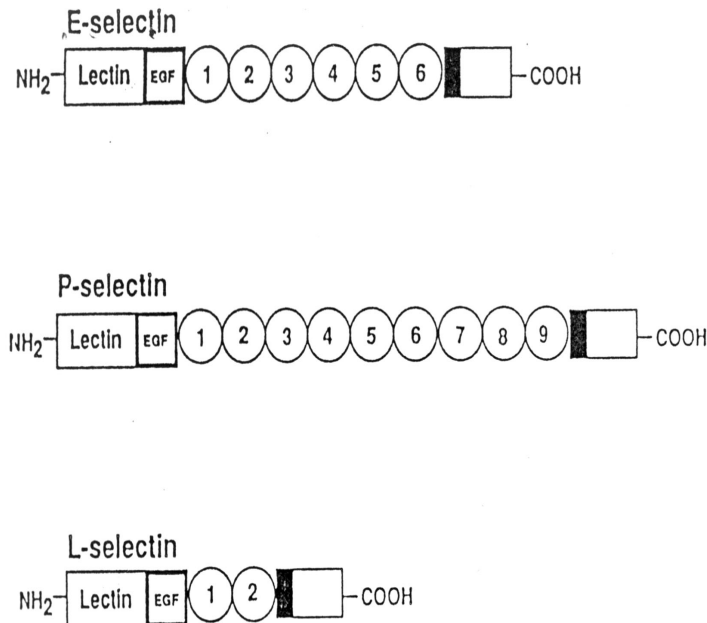 E-selectin
NH2 Lectin EGF 1 2 3 4 5 6 COOH
P-selectin
NH2 Lectin EGF 1 2 3 4 5 6 7 8 9 COOH
L-selectin
NH2 Lectin EGF 1 2 COOH